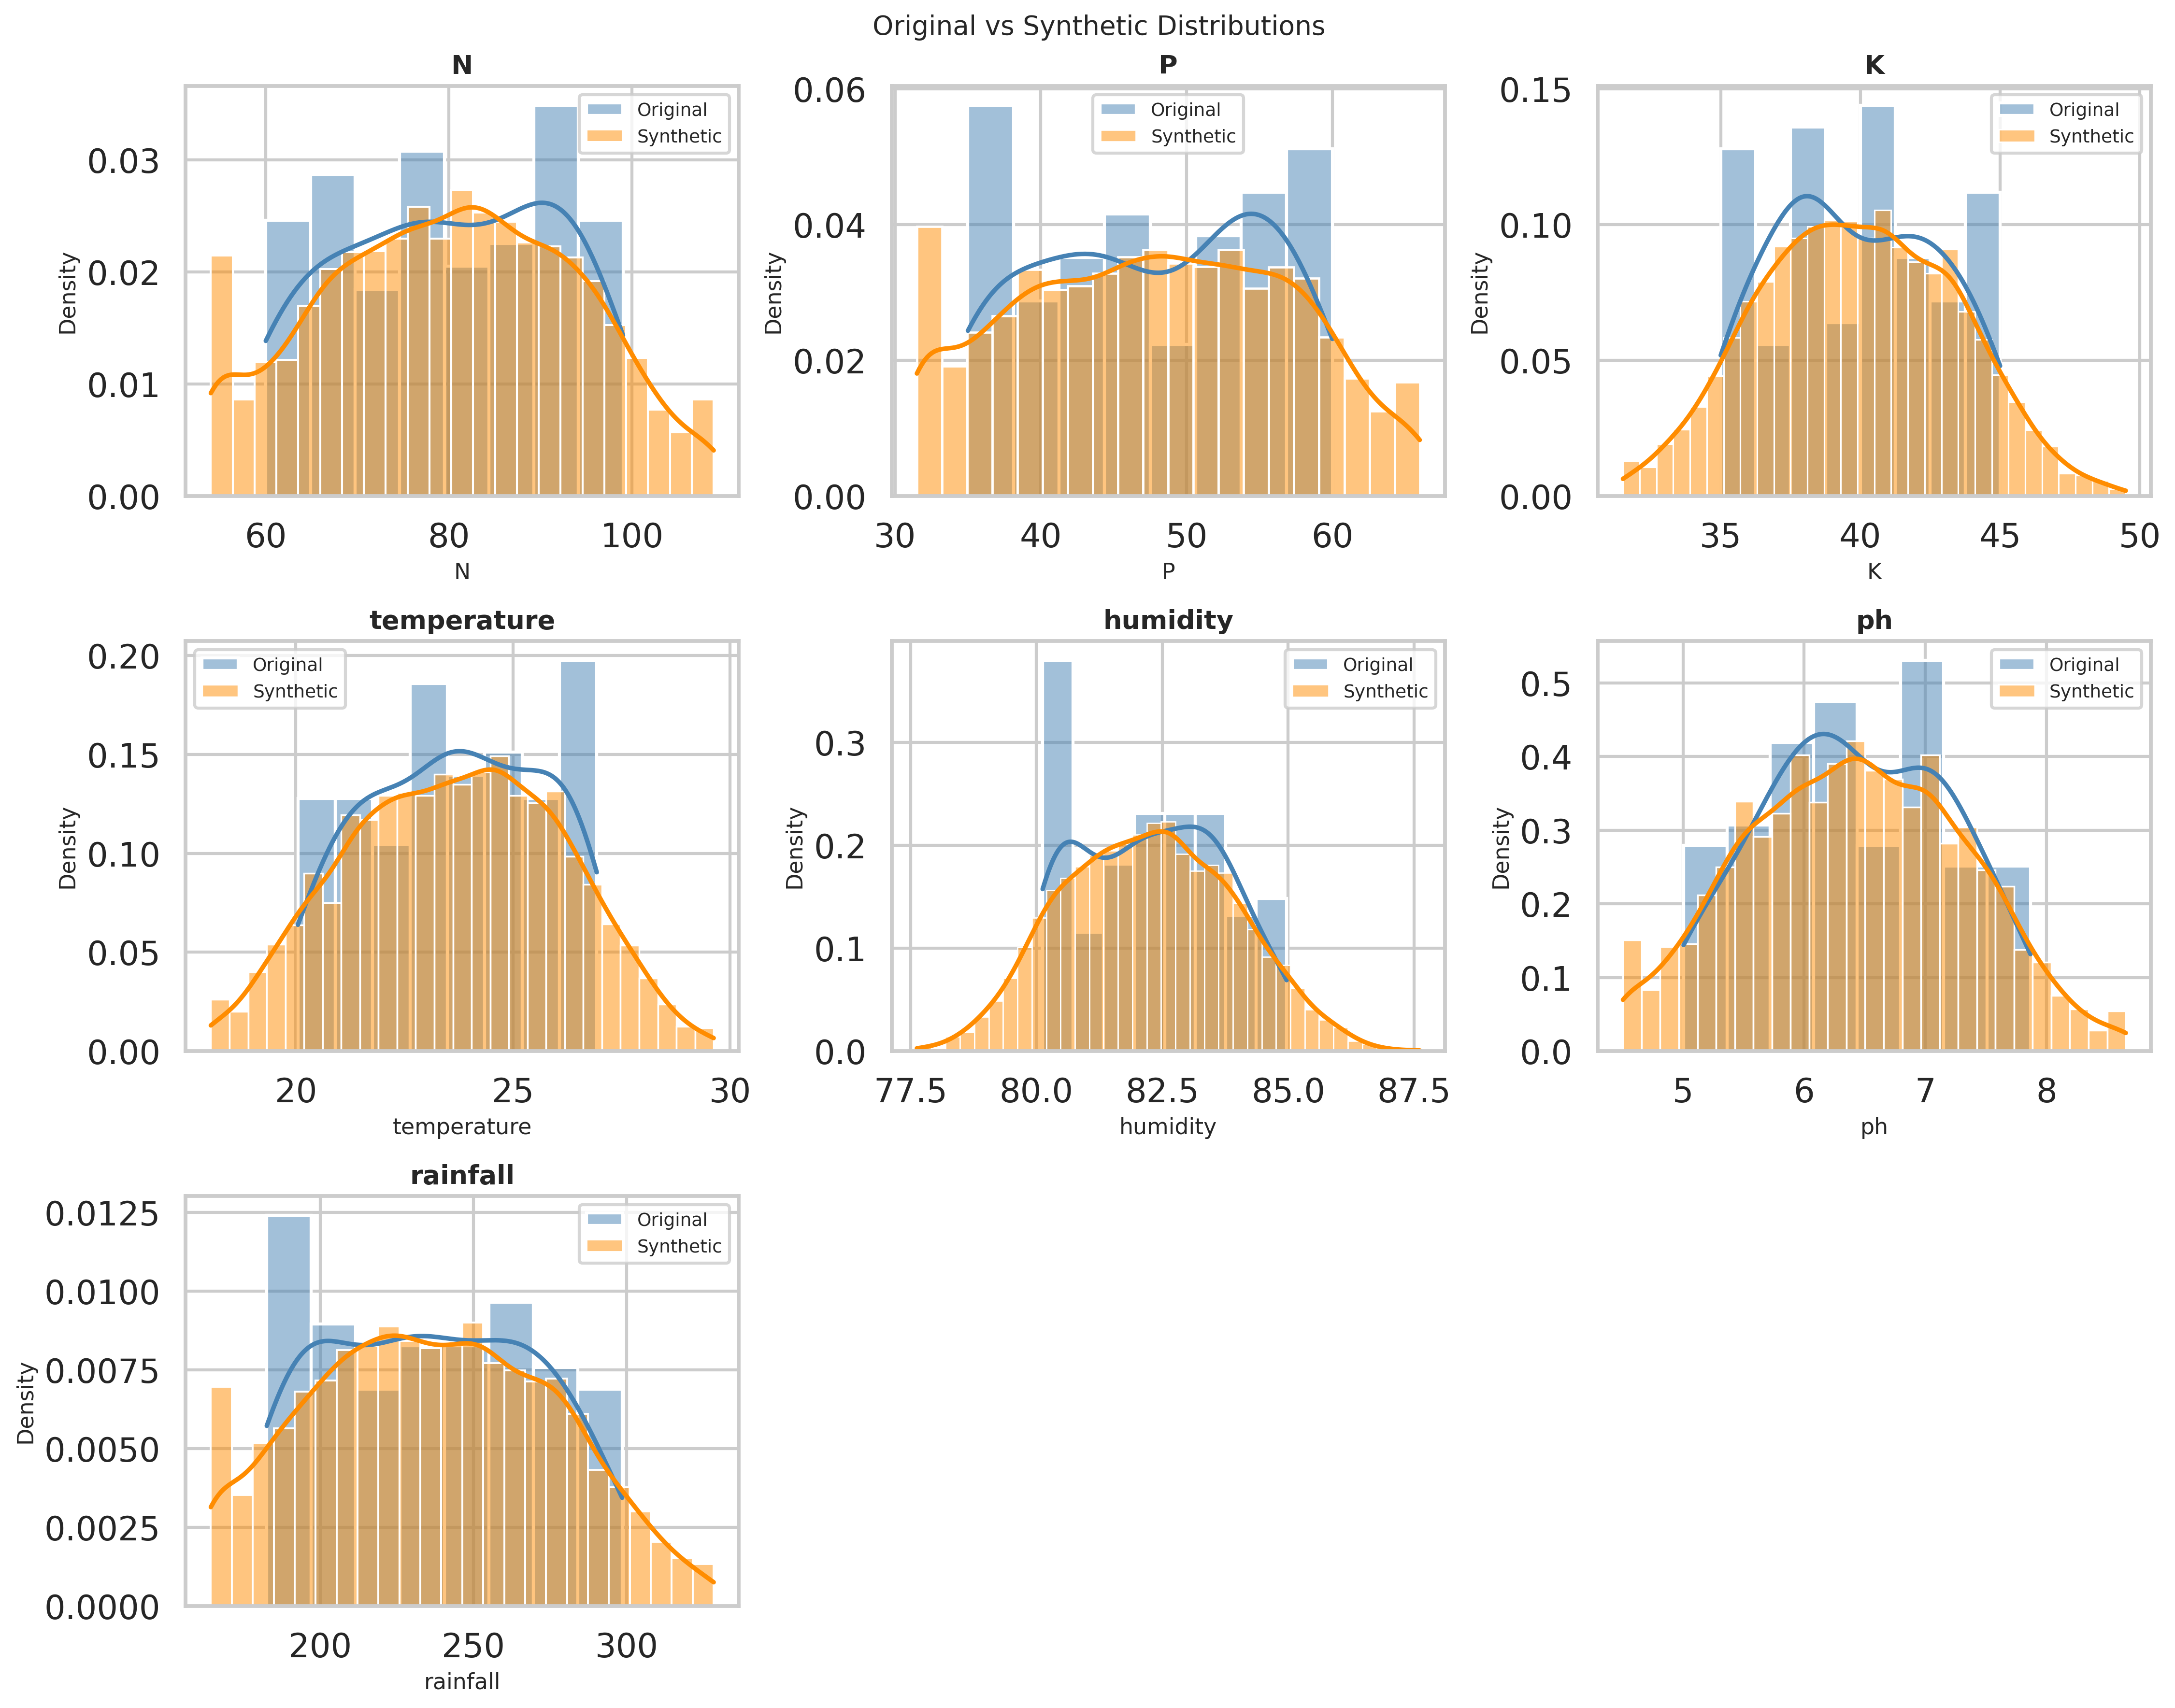 Original vs Synthetic Distributions
N
Original
Synthetic
Density
0.03
0.02
0.01
0.00
60 80 100
N
P
Original
Synthetic
Density
0.06
0.04
0.02
0.00
30 40 50 60
P
K
Original
Synthetic
Density
0.15
0.10
0.05
0.00
35 40 45 50
K
temperature
Original
Synthetic
Density
0.20
0.15
0.10
0.05
0.00
20 25 30
temperature
humidity
Original
Synthetic
Density
0.3
0.2
0.1
0.0
77.5 80.0 82.5 85.0 87.5
humidity
ph
Original
Synthetic
Density
0.5
0.4
0.3
0.2
0.1
0.0
5 6 7 8
ph
rainfall
Original
Synthetic
Density
0.0125
0.0100
0.0075
0.0050
0.0025
0.0000
200 250 300
rainfall